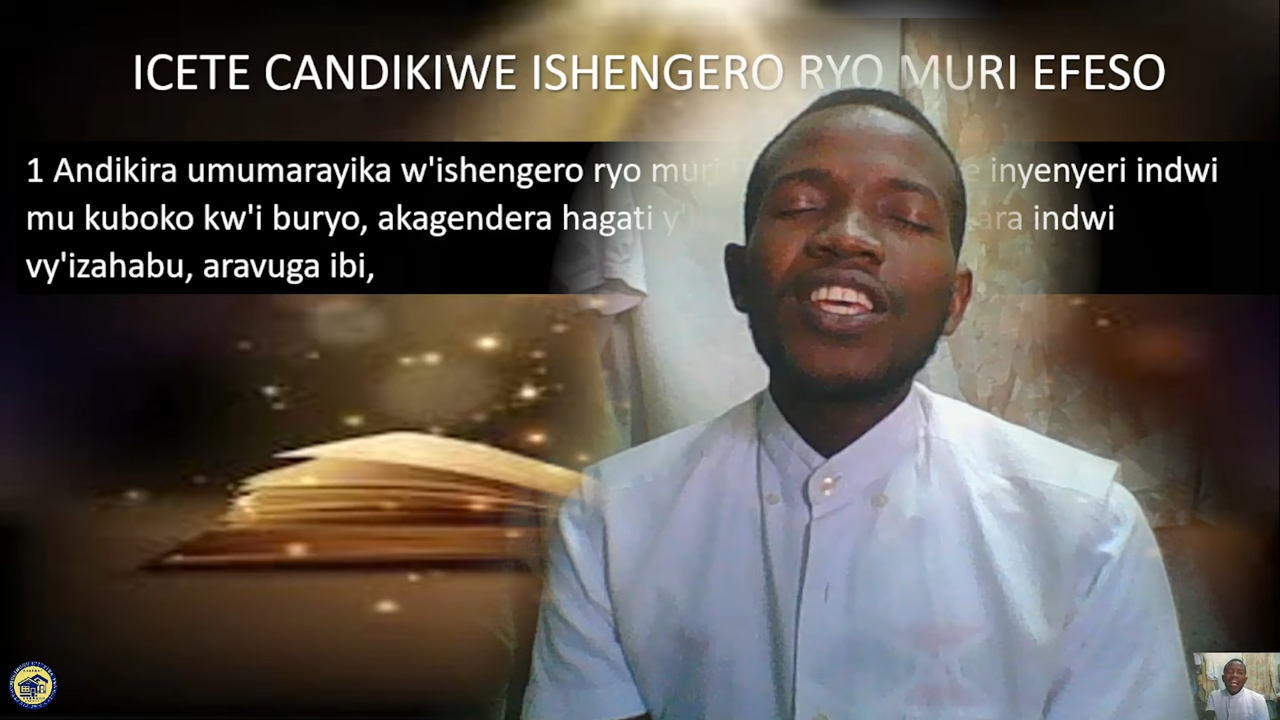 ICETE CANDIKIWE ISHENGERO RYO MURI EFESO
1 Andikira umumarayika w'ishengero ryo muri inyenyeri indwi
mu kuboko kw'i buryo, akagendera hagati indwi
vy'izahabu, aravuga ibi,